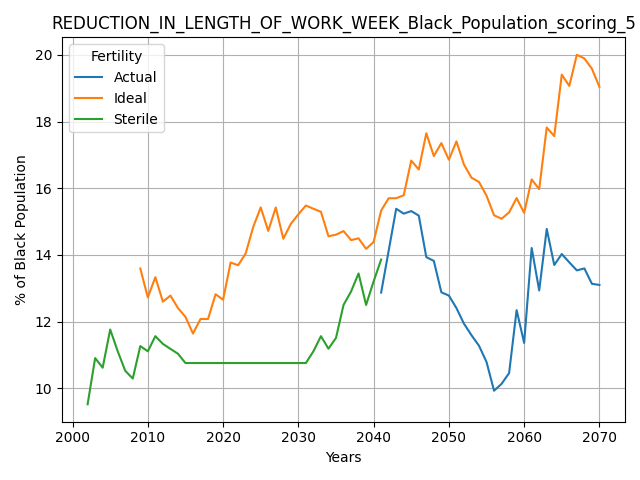 REDUCTION_IN_LENGTH_OF_WORK_WEEK_Black_Population_scoring_5
Fertility
Actual
Ideal
Sterile
% of Black Population
20
18
16
14
12
10
2000 2010 2020 2030 2040 2050 2060 2070
Years